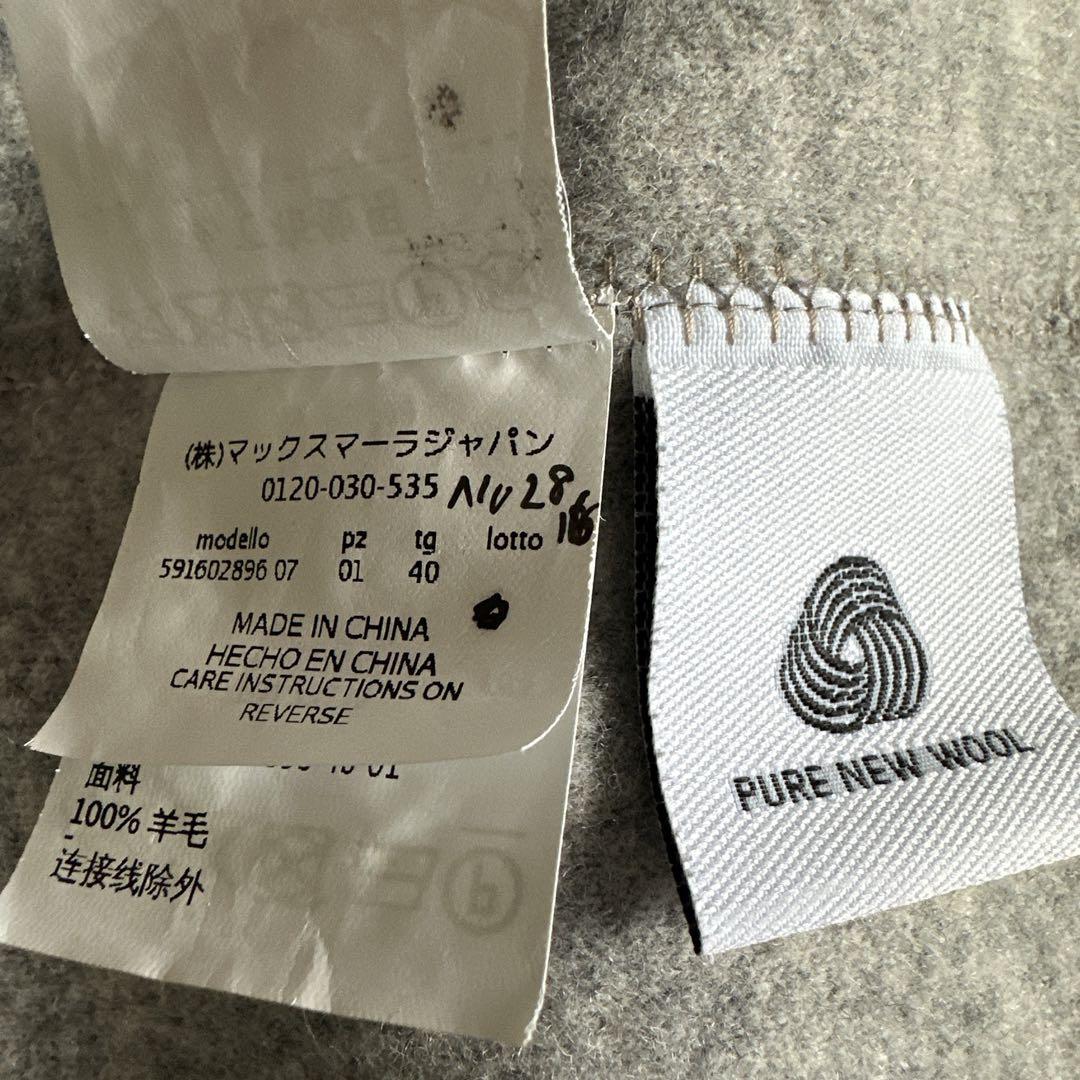 (株)マックスマーラジャパン
0120-030-535
modello pz tg lotto
591602896 07 01 40
MADE IN CHINA
HECHO EN CHINA
CARE INSTRUCTIONS ON
REVERSE
面料
100% 羊毛
连接线除外
PURE NEW WOOL